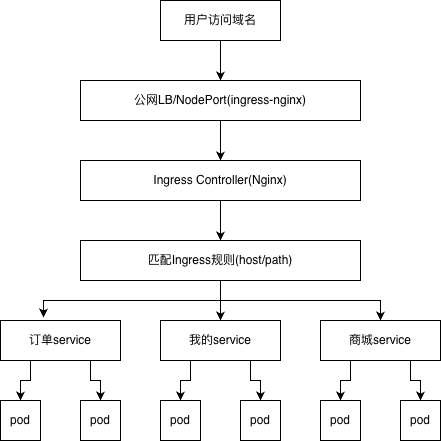 用户访问域名
公网LB/NodePort(ingress-nginx)
Ingress Controller(Nginx)
匹配Ingress规则(host/path)
订单service
我的service
商城service
pod
pod
pod
pod
pod
pod